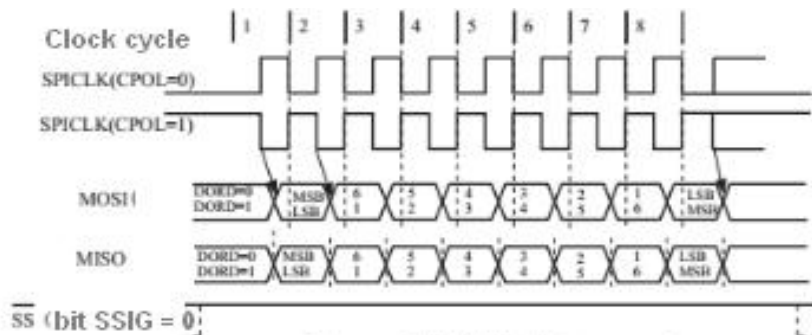 1 2 3 4 5 6 7 8
Clock cycle
SPICLK(CPOL=0)
SPICLK(CPOL=1)
MOSI(
DORD=0 MSB 6 5 4 3 2 1 LSB
DORD=1 LSB 1 2 3 4 5 6 MSB
MISO
DORD=0 MSB 6 5 4 3 2 1 LSB
DORD=1 LSB 1 2 3 4 5 6 MSB
SS (bit SSIG = 0)